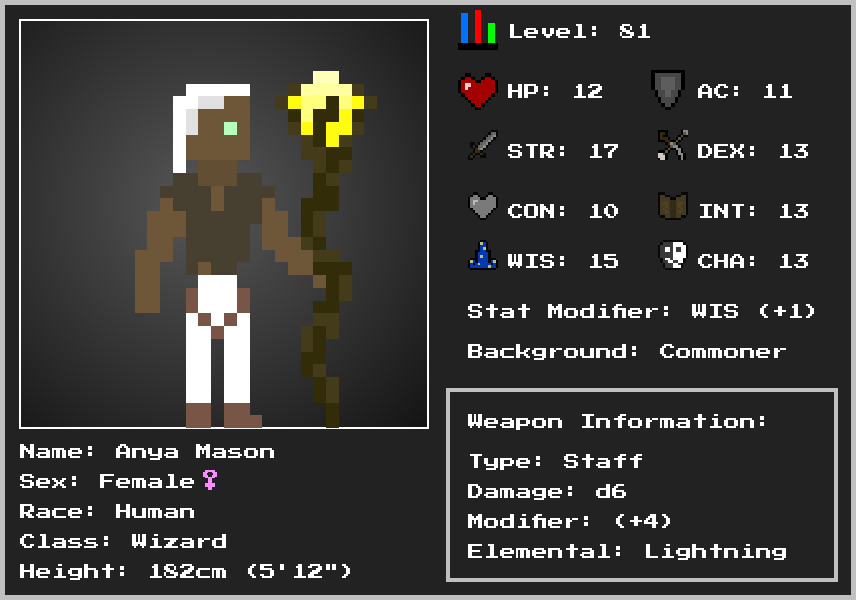 Level: 81
HP: 12
AC: 11
STR: 17
DEX: 13
CON: 10
INT: 13
WIS: 15
CHA: 13
Stat Modifier: WIS (+1)
Background: Commoner
Name: Anya Mason
Sex: Female♀
Race: Human
Class: Wizard
Height: 182cm (5'12")
Weapon Information:
Type: Staff
Damage: d6
Modifier: (+4)
Elemental: Lightning